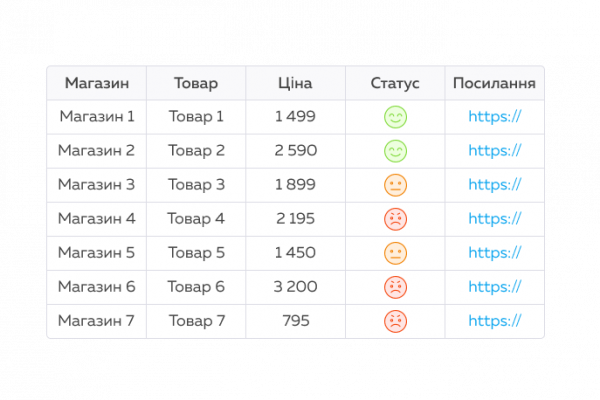 Магазин Товар Ціна Статус Посилання
Магазин 1 Товар 1 1 499 https://
Магазин 2 Товар 2 2 590 https://
Магазин 3 Товар 3 1 899 https://
Магазин 4 Товар 4 2 195 https://
Магазин 5 Товар 5 1 450 https://
Магазин 6 Товар 6 3 200 https://
Магазин 7 Товар 7 795 https://